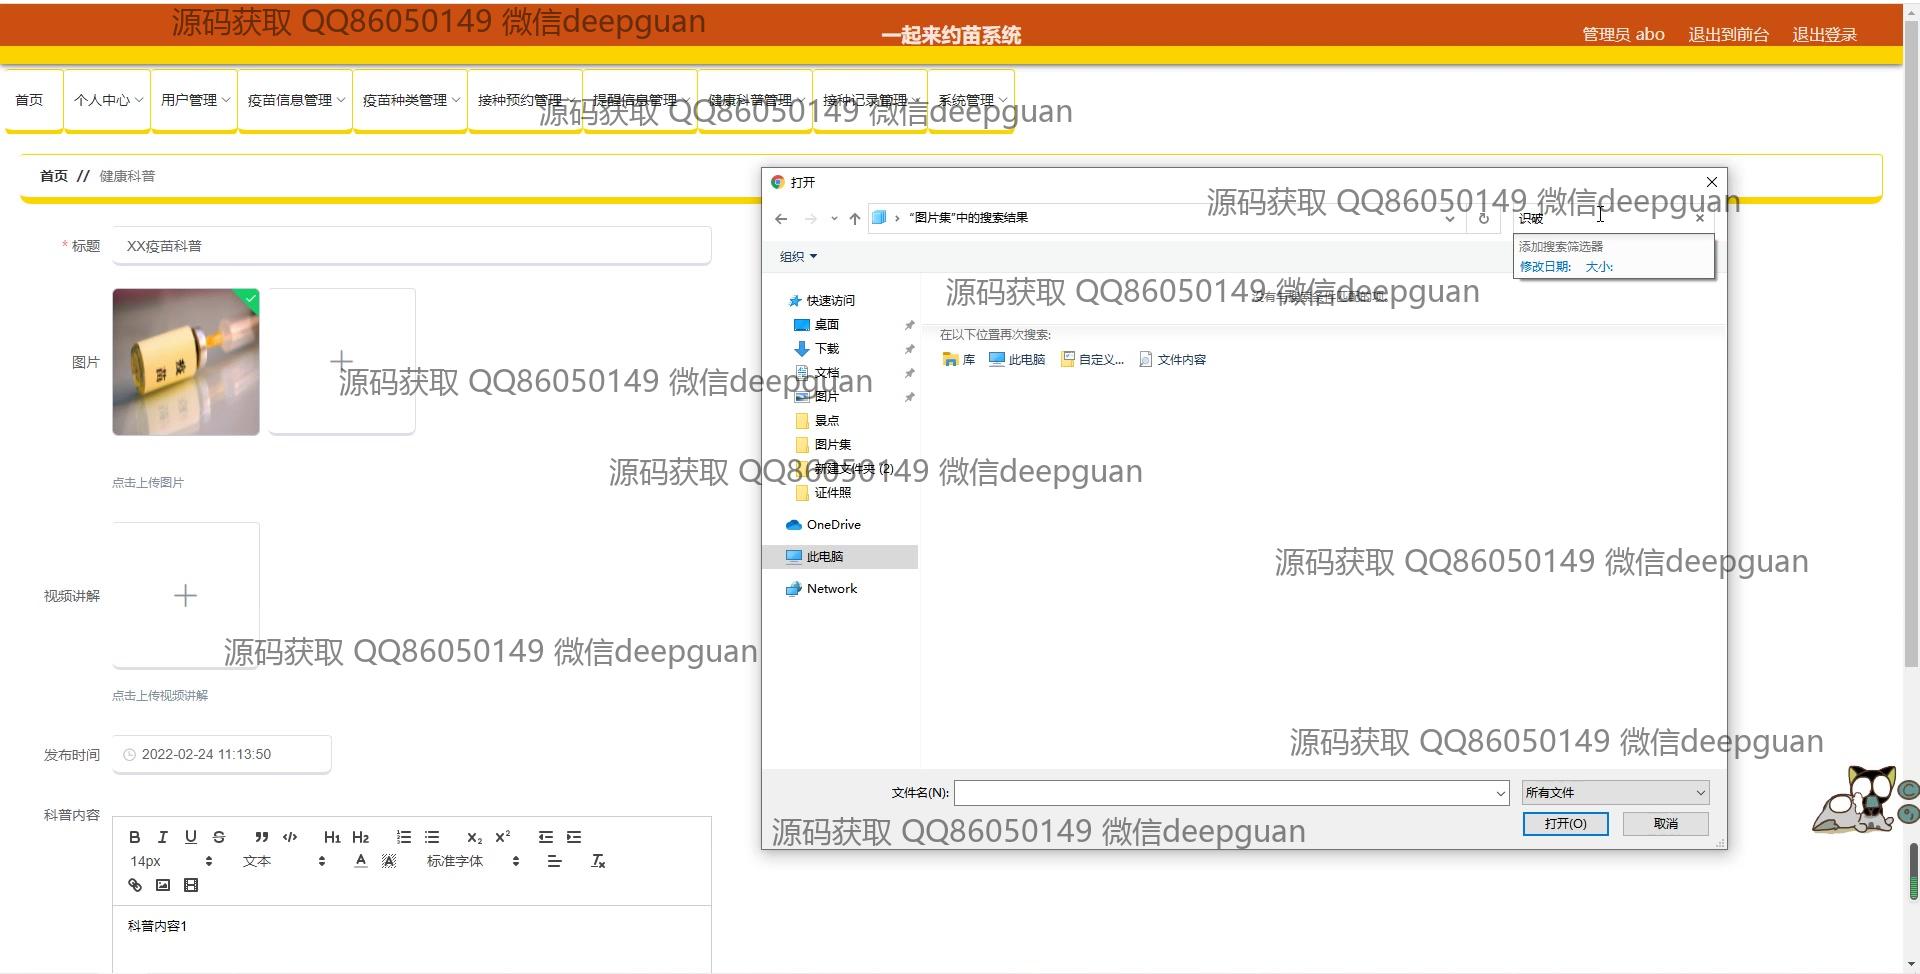 源码获取 QQ86050149 微信deepguan
一起来约苗系统
管理员 abo 退出到前台 退出登录
首页 个人中心 用户管理 疫苗信息管理 疫苗种类管理 接种预约管理 提醒信息管理 健康科普管理 接种记录管理 系统管理
源码获取 QQ86050149 微信deepguan
首页 // 健康科普
打开
源码获取 QQ86050149 微信deepguan
“图片集”中的搜索结果
识破
添加搜索筛选器
修改日期: 大小:
* 标题 XX疫苗科普
组织
源码获取 QQ86050149 微信deepguan
没有与搜索条件匹配的项。
在以下位置再次搜索:
库 此电脑 自定义... 文件内容
快速访问
桌面
下载
文档
图片
景点
图片集
新建文件夹 (2)
证件照
OneDrive
此电脑
Network
图片
疫苗
源码获取 QQ86050149 微信deepguan
源码获取 QQ86050149 微信deepguan
点击上传图片
源码获取 QQ86050149 微信deepguan
视频讲解
源码获取 QQ86050149 微信deepguan
点击上传视频讲解
发布时间 2022-02-24 11:13:50
源码获取 QQ86050149 微信deepguan
文件名(N): 所有文件
打开(O) 取消
源码获取 QQ86050149 微信deepguan
科普内容
B I U S ” </> H1 H2 X2 X2
14px 文本 A A 标准字体 Tx
科普内容1